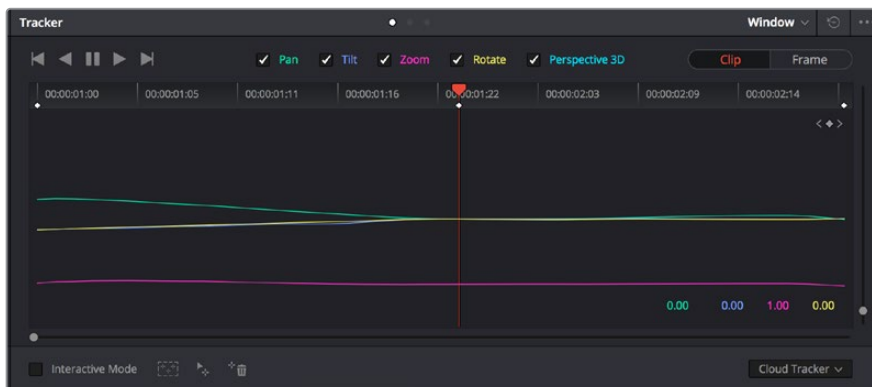 Tracker Window
Pan Tilt Zoom Rotate Perspective 3D Clip Frame
00:00:01:00 00:00:01:05 00:00:01:11 00:00:01:16 00:00:01:22 00:00:02:03 00:00:02:09 00:00:02:14
0.00 0.00 1.00 0.00
Interactive Mode Cloud Tracker